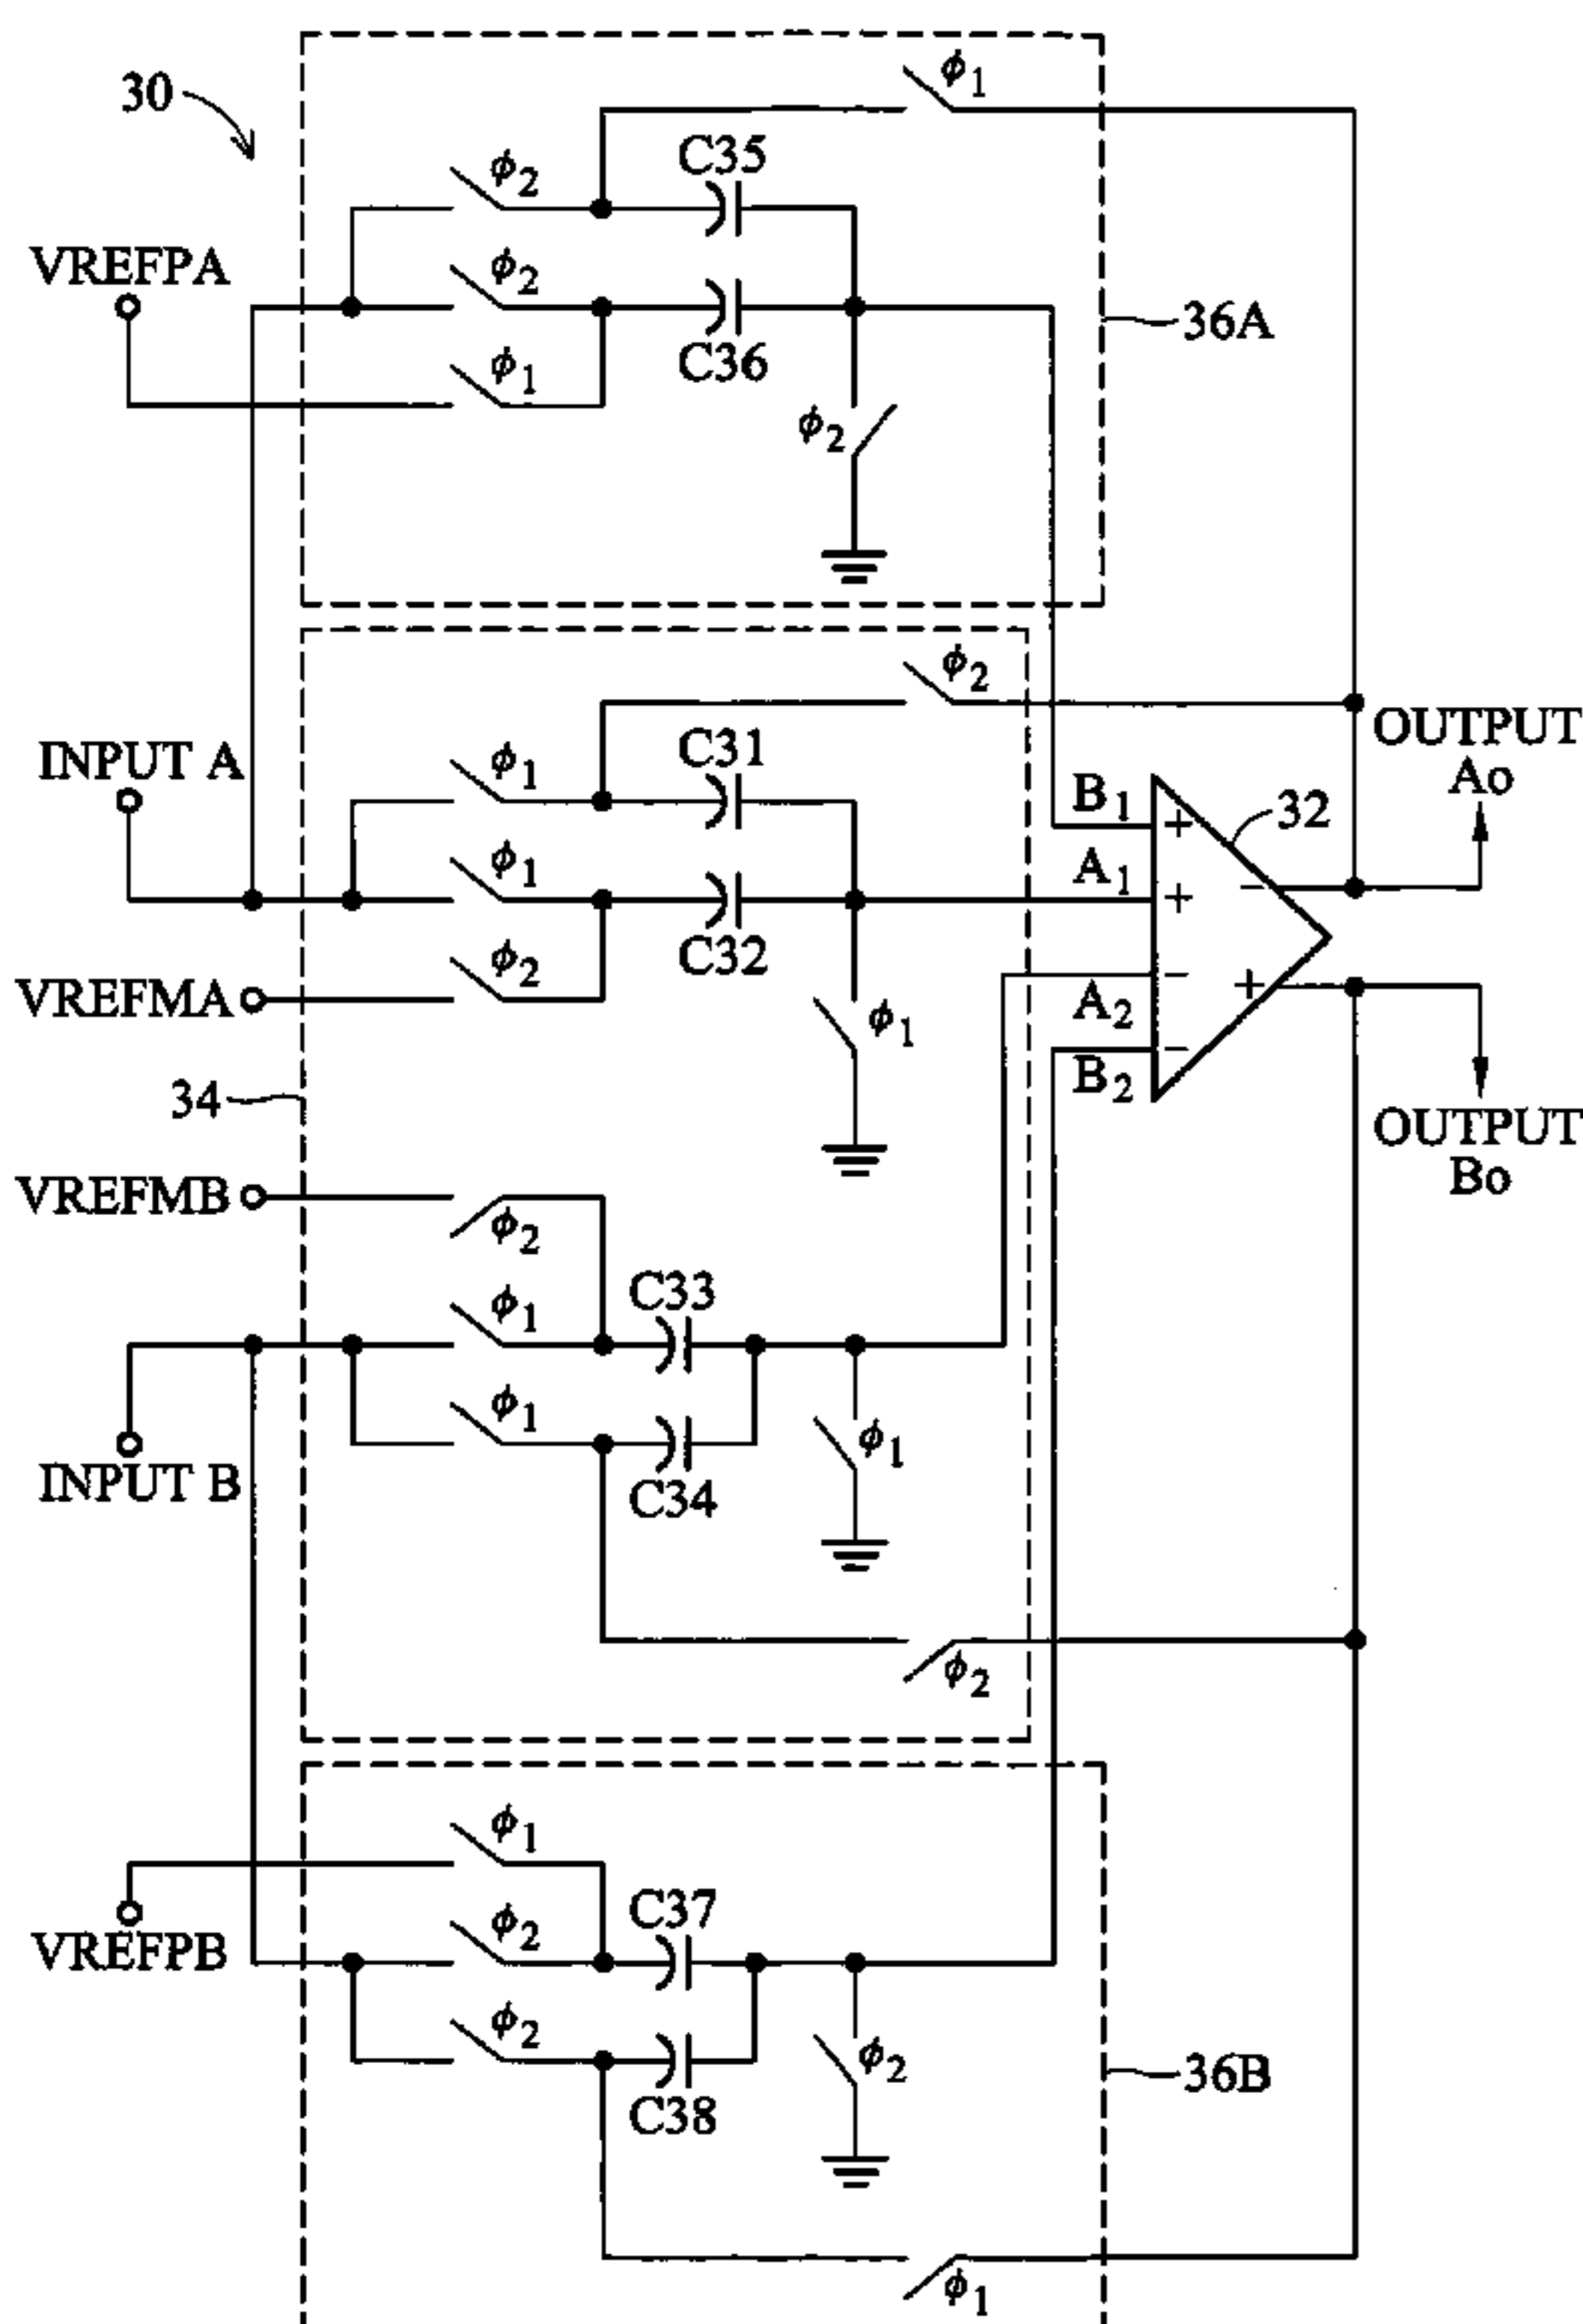 30
ϕ1
ϕ2
C35
VREFPA
ϕ2
36A
C36
ϕ1
ϕ2
ϕ2
INPUT A
ϕ1
C31
OUTPUT
Ao
B1
+
32
ϕ1
A1
+
−
C32
VREFMA
ϕ2
ϕ1
A2
−
+
B2
−
34
OUTPUT
Bo
VREFMB
ϕ2
C33
ϕ1
ϕ1
ϕ1
INPUT B
C34
ϕ2
ϕ1
C37
VREFPB
ϕ2
ϕ2
ϕ2
36B
C38
ϕ1